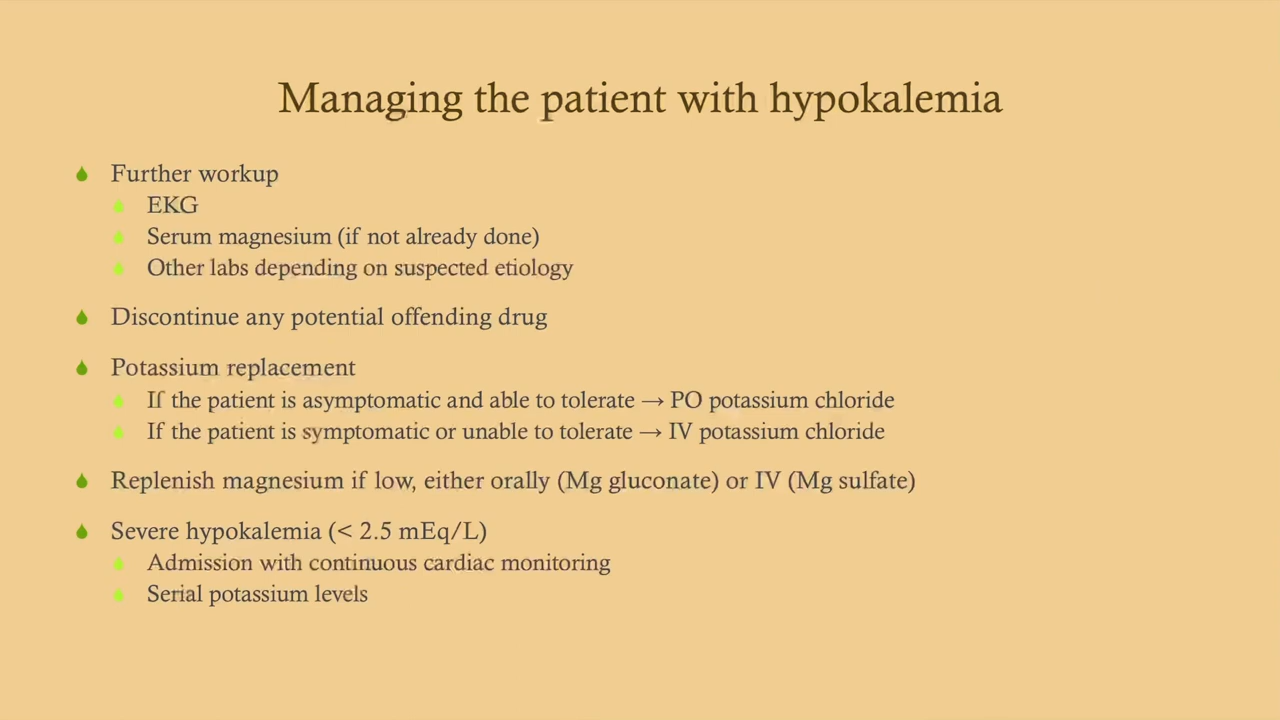 Managing the patient with hypokalemia
Further workup
EKG
Serum magnesium (if not already done)
Other labs depending on suspected etiology
Discontinue any potential offending drug
Potassium replacement
If the patient is asymptomatic and able to tolerate → PO potassium chloride
If the patient is symptomatic or unable to tolerate → IV potassium chloride
Replenish magnesium if low, either orally (Mg gluconate) or IV (Mg sulfate)
Severe hypokalemia (< 2.5 mEq/L)
Admission with continuous cardiac monitoring
Serial potassium levels